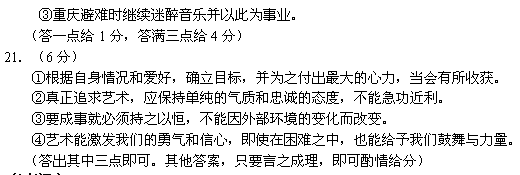 ③重庆避难时继续迷醉音乐并以此为事业。
（答一点给 1 分，答满三点给 4 分）
21.（6 分）
①根据自身情况和爱好，确立目标，并为之付出最大的心力，当会有所收获。
②真正追求艺术，应保持单纯的气质和忠诚的态度，不能急功近利。
③要成事就必须持之以恒，不能因外部环境的变化而改变。
④艺术能激发我们的勇气和信心，即使在困难之中，也能给予我们鼓舞与力量。
（答出其中三点即可。其他答案，只要言之成理，即可酌情给分）